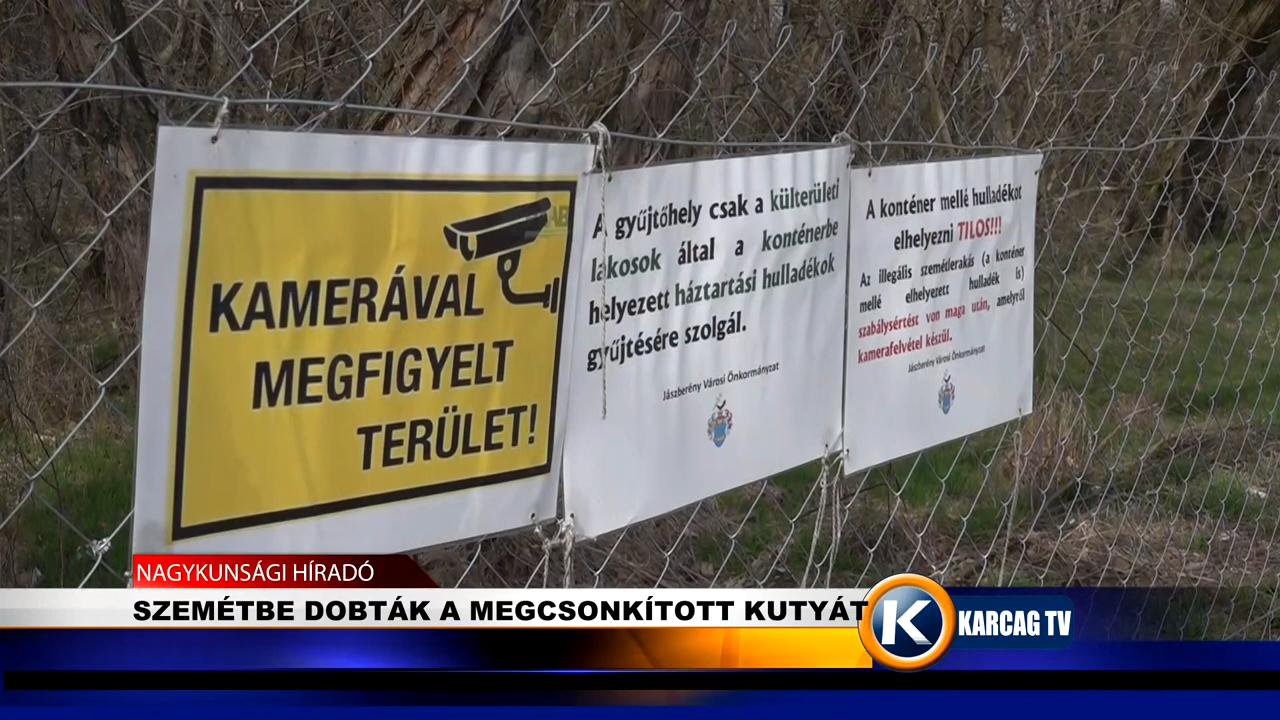 KAMERÁVAL
MEGFIGYELT
TERÜLET!
A gyűjtőhely csak a külterületi
lakosok által a konténerbe
helyezett háztartási hulladékok
gyűjtésére szolgál.
Jászberény Városi Önkormányzat
A konténer mellé hulladékot
elhelyezni TILOS!!!
Az illegális szemétlerakás (a konténer
mellé elhelyezett hulladék is)
szabálysértést von maga után, amelyről
kamerafelvétel készül.
Jászberény Városi Önkormányzat
NAGYKUNSÁGI HÍRADÓ
SZEMÉTBE DOBTÁK A MEGCSONKÍTOTT KUTYÁT
K KARCAG TV